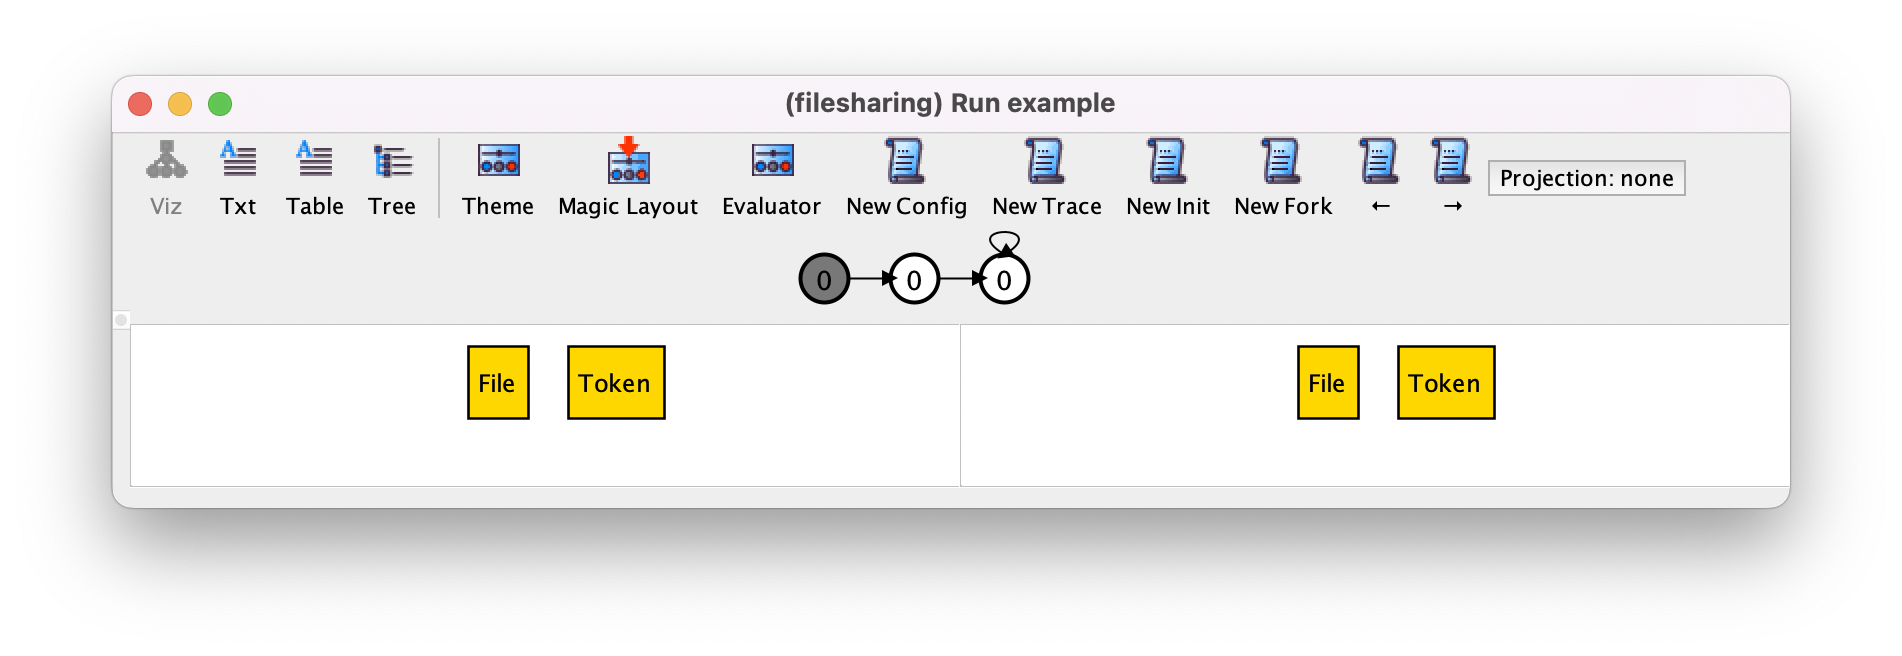 (filesharing) Run example
Viz Txt Table Tree Theme Magic Layout Evaluator New Config New Trace New Init New Fork ← → Projection: none
0 0 0
File Token File Token